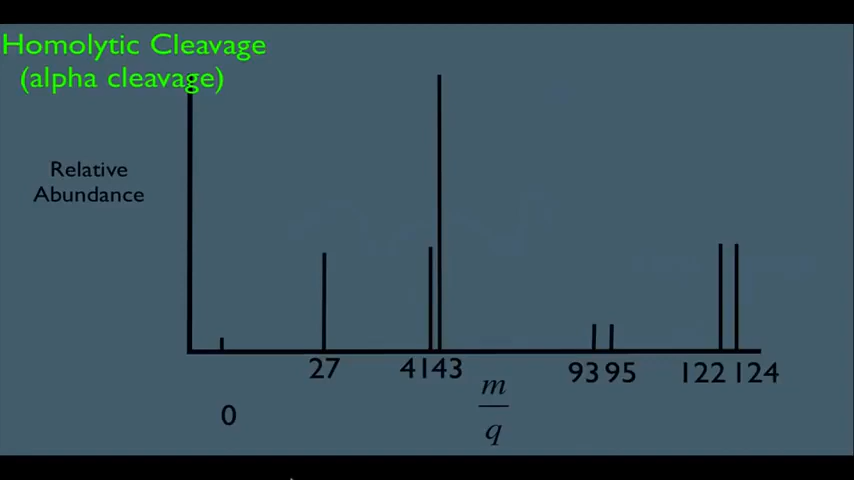 Homolytic Cleavage
(alpha cleavage)
Relative
Abundance
27 41 43 93 95 122 124
m
q
0